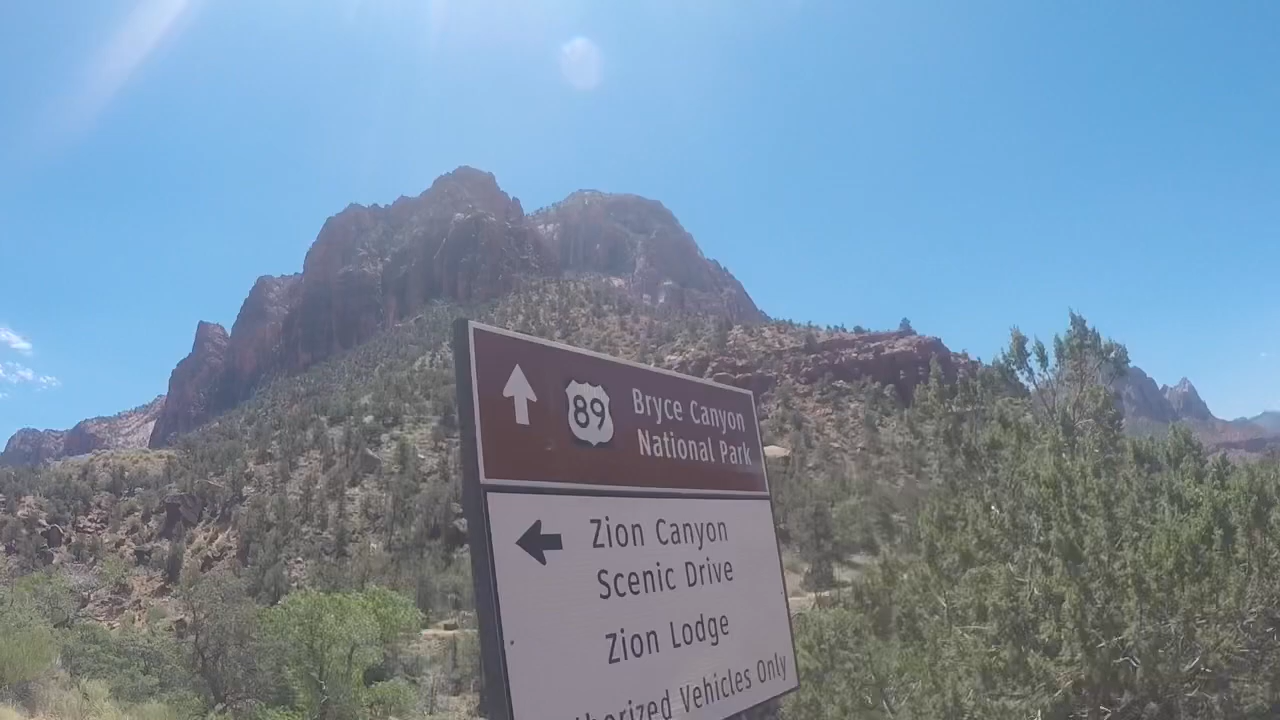 89
Bryce Canyon
National Park
Zion Canyon
Scenic Drive
Zion Lodge
Vehicles Only